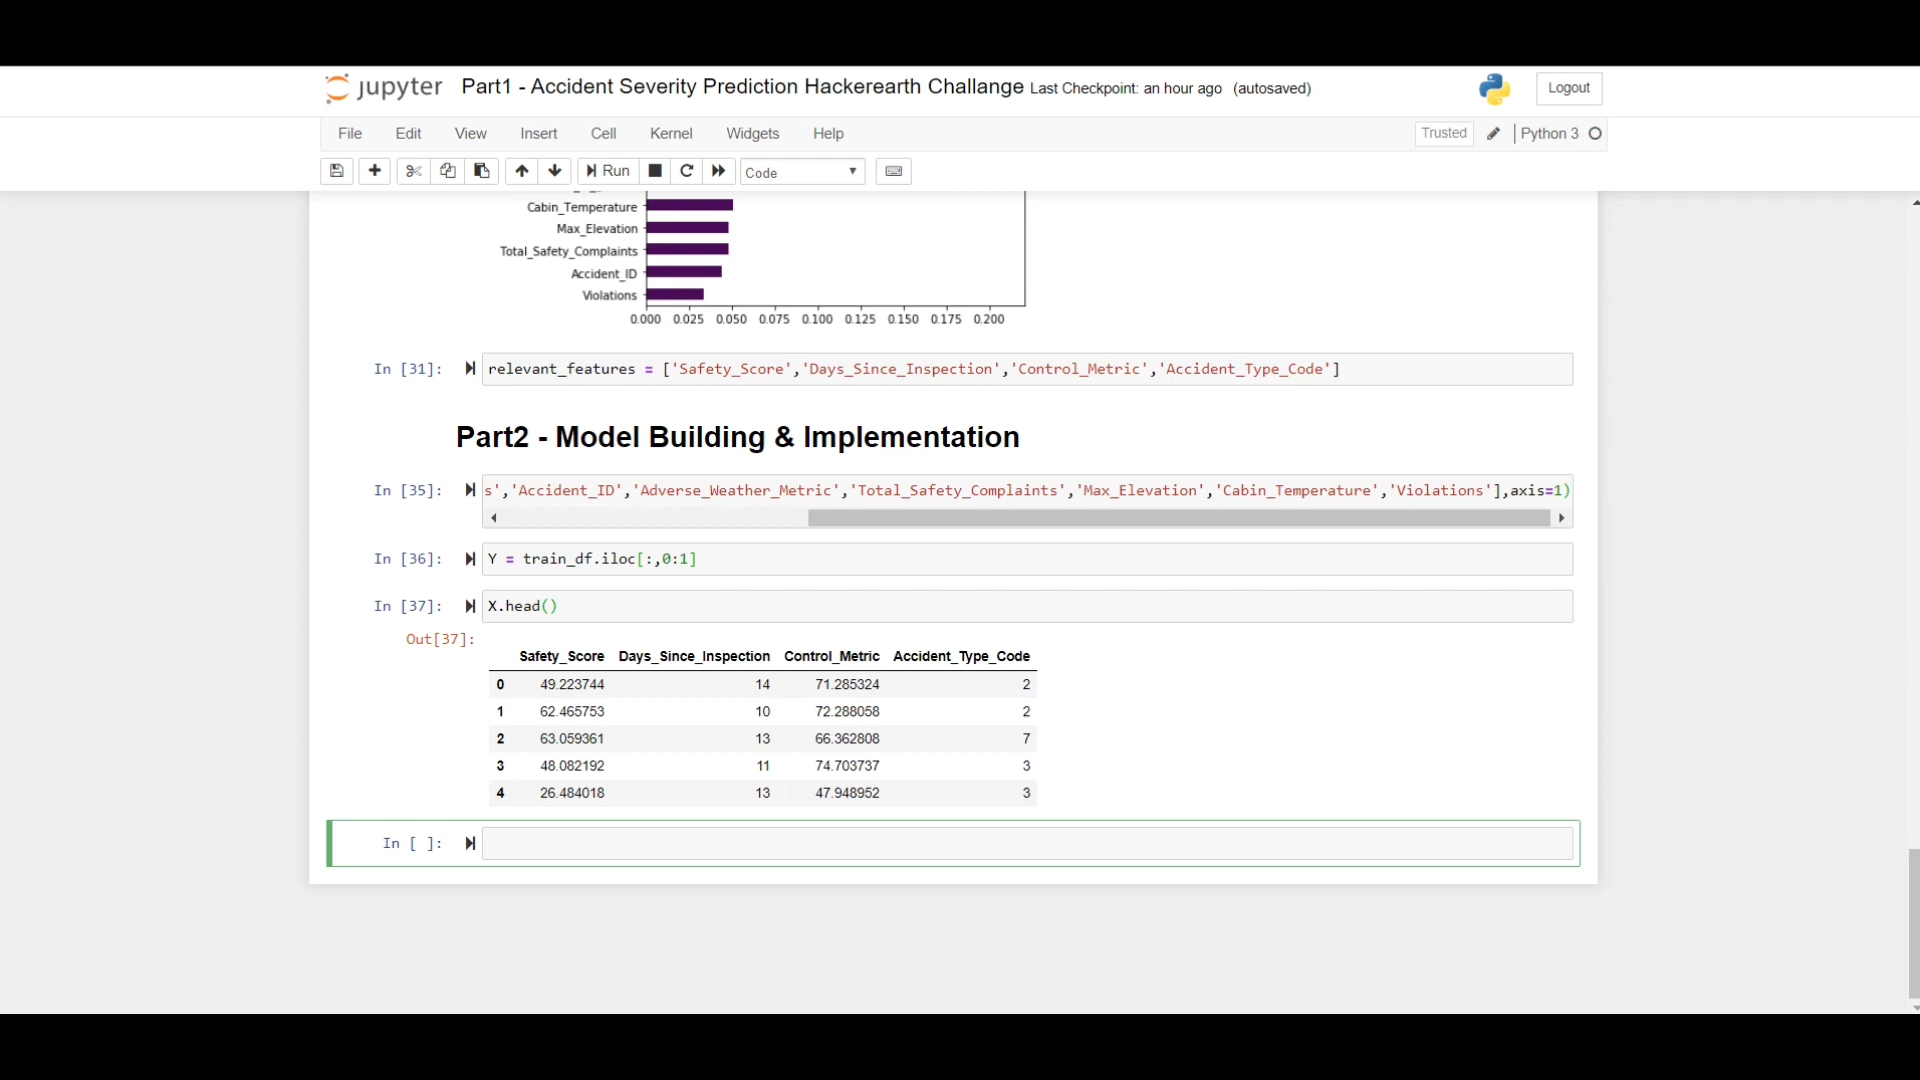 jupyter Part1 - Accident Severity Prediction Hackerearth Challange Last Checkpoint: an hour ago (autosaved) Logout
File Edit View Insert Cell Kernel Widgets Help Trusted Python 3
Run Code
Cabin_Temperature
Max_Elevation
Total_Safety_Complaints
Accident_ID
Violations
0.000 0.025 0.050 0.075 0.100 0.125 0.150 0.175 0.200
In [31]: relevant_features = ['Safety_Score','Days_Since_Inspection','Control_Metric','Accident_Type_Code']
Part2 - Model Building & Implementation
In [35]: s','Accident_ID','Adverse_Weather_Metric','Total_Safety_Complaints','Max_Elevation','Cabin_Temperature','Violations'],axis=1)
In [36]: Y = train_df.iloc[:,0:1]
In [37]: X.head()
Out[37]:
Safety_Score Days_Since_Inspection Control_Metric Accident_Type_Code
0 49.223744 14 71.285324 2
1 62.465753 10 72.288058 2
2 63.059361 13 66.362808 7
3 48.082192 11 74.703737 3
4 26.484018 13 47.948952 3
In [ ]: